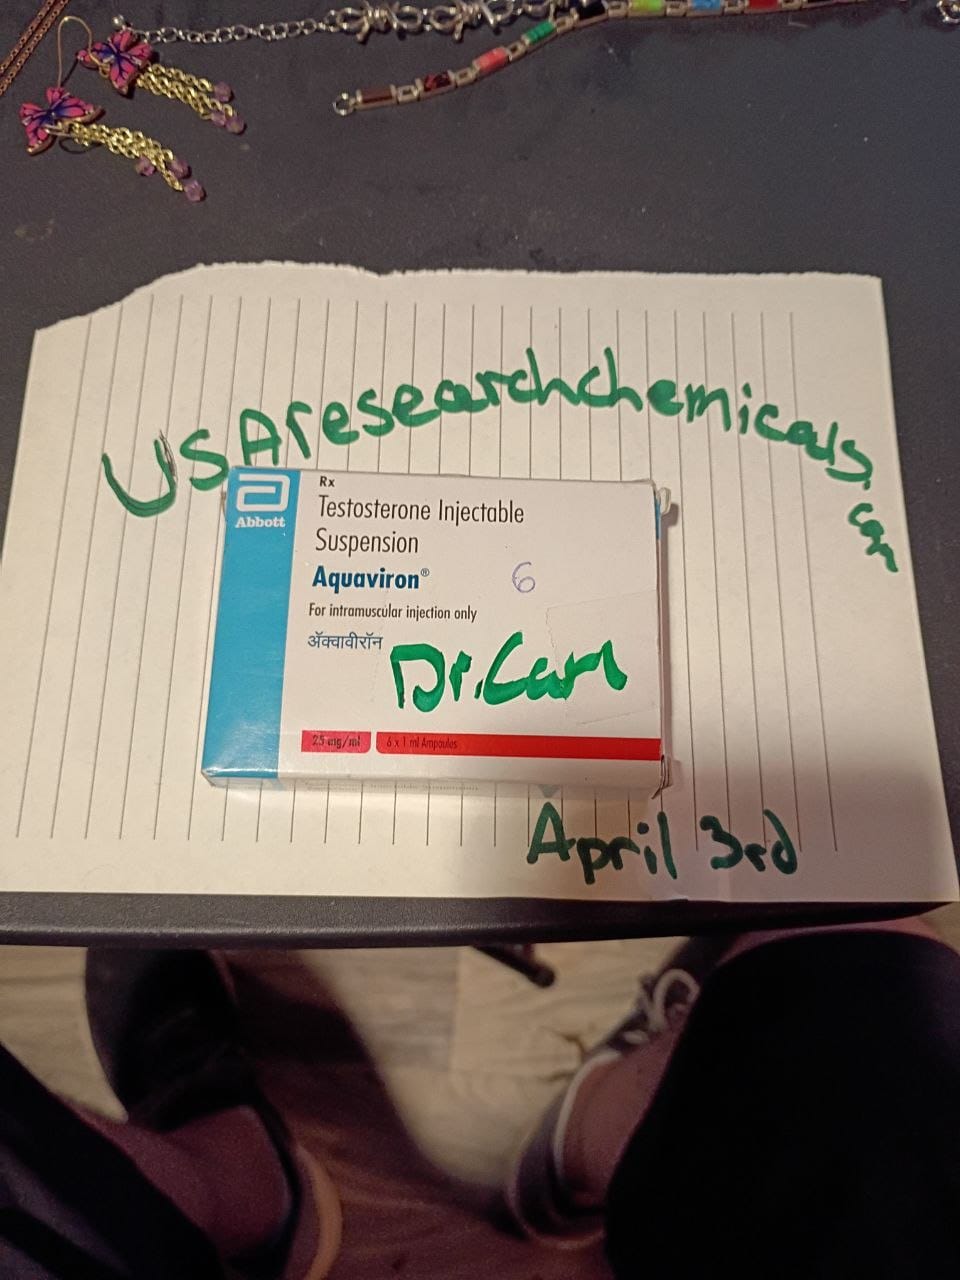 USAresearchchemicals.com
Abbott
Rx
Testosterone Injectable
Suspension
Aquaviron®
6
For intramuscular injection only
ॲक्वावीरॉन
Dr.Carl
25 mg/ml
6 x 1 ml Ampoules
April 3rd